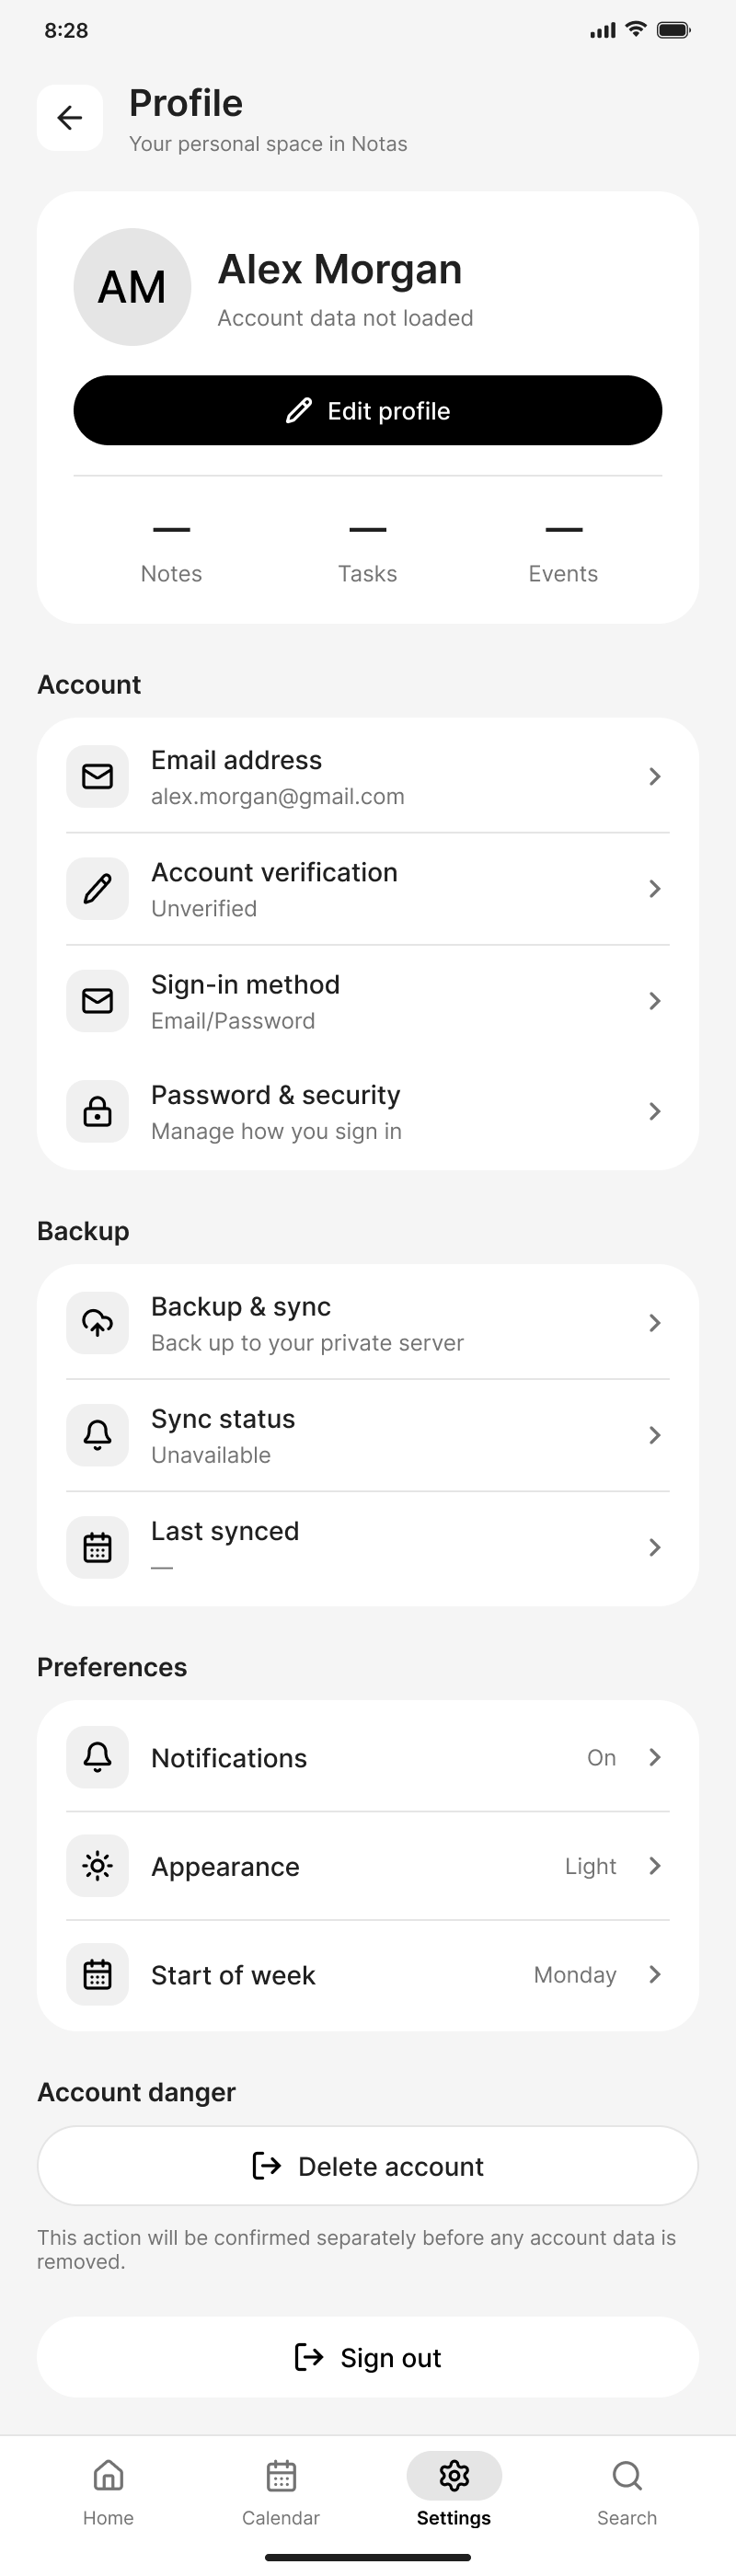 8:28
Profile
Your personal space in Notas
AM
Alex Morgan
Account data not loaded
Edit profile
— — —
Notes Tasks Events
Account
Email address
alex.morgan@gmail.com
Account verification
Unverified
Sign-in method
Email/Password
Password & security
Manage how you sign in
Backup
Backup & sync
Back up to your private server
Sync status
Unavailable
Last synced
—
Preferences
Notifications On
Appearance Light
Start of week Monday
Account danger
Delete account
This action will be confirmed separately before any account data is
removed.
Sign out
Home Calendar Settings Search